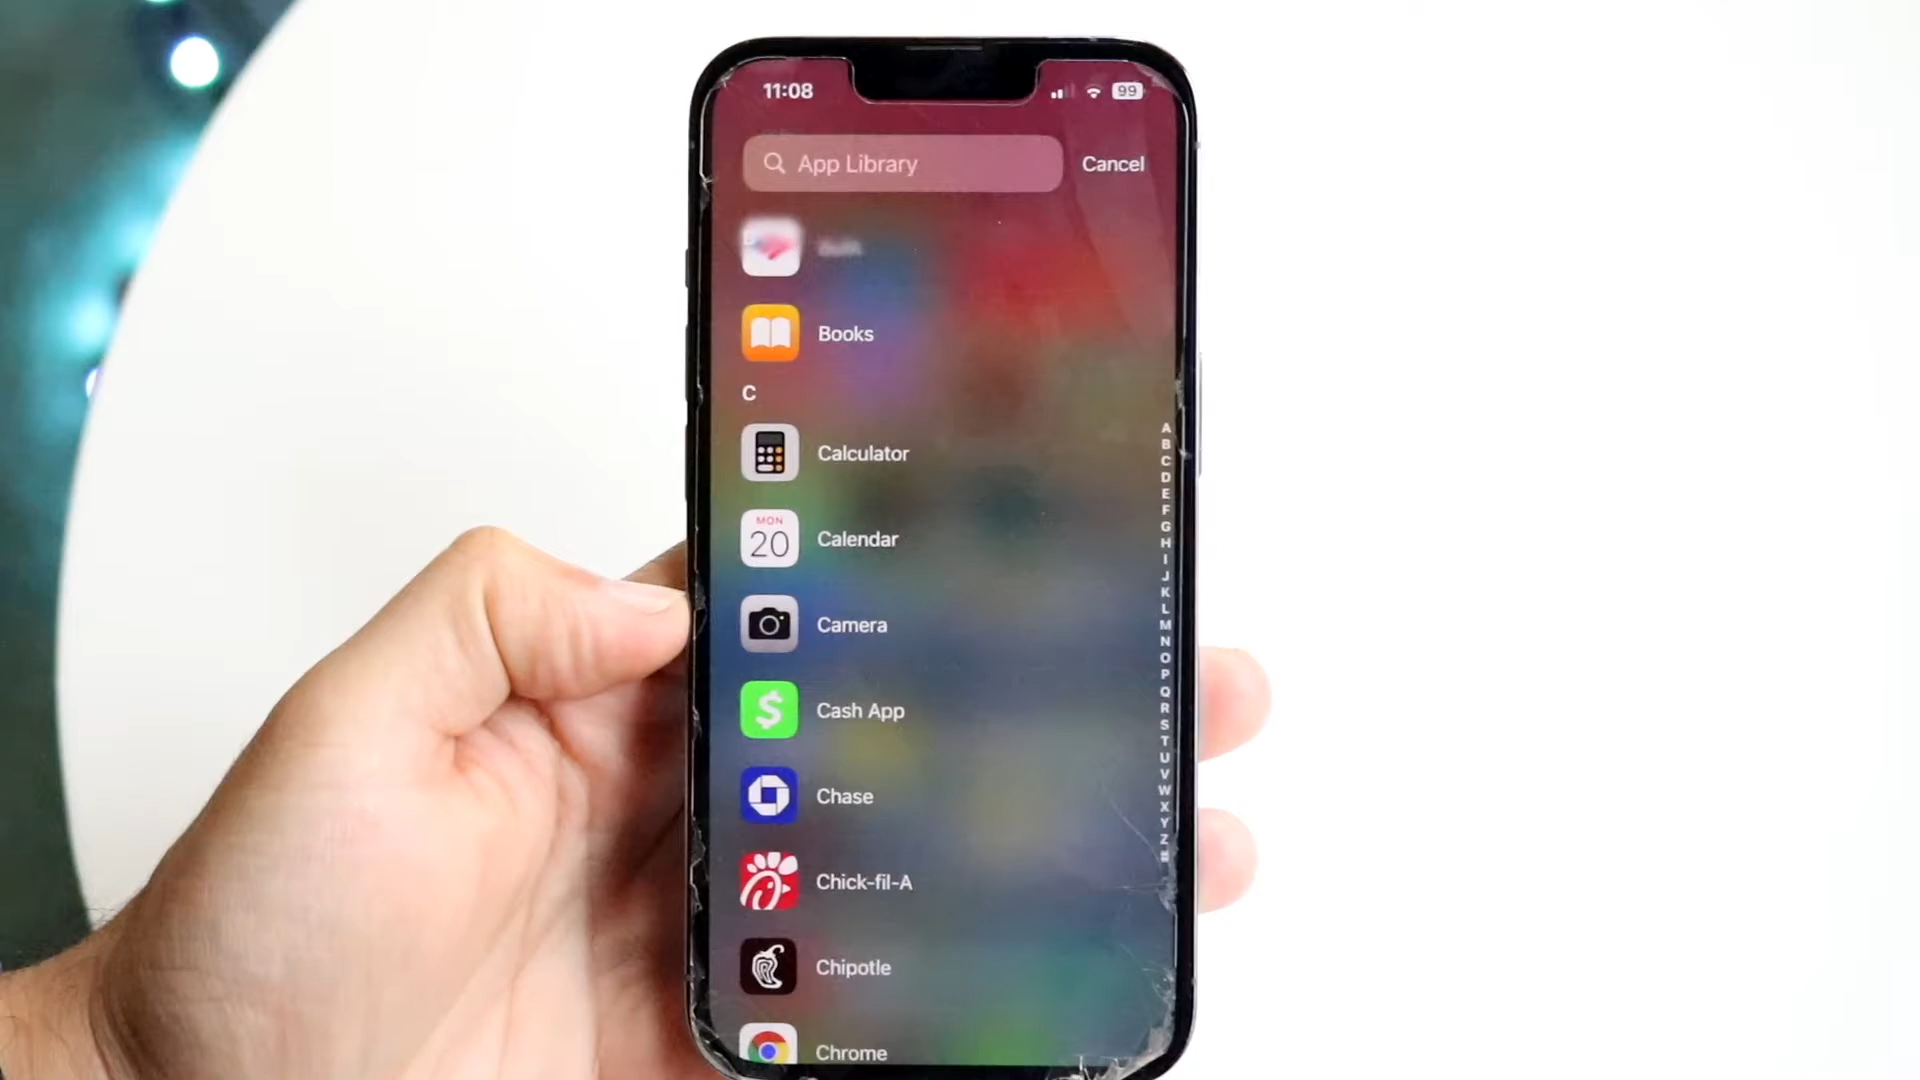 11:08
99
App Library
Cancel
Books
C
Calculator
MON
20
Calendar
Camera
$
Cash App
Chase
Chick-fil-A
Chipotle
Chrome
A
B
C
D
E
F
G
H
I
J
K
L
M
N
O
P
Q
R
S
T
U
V
W
X
Y
Z
#